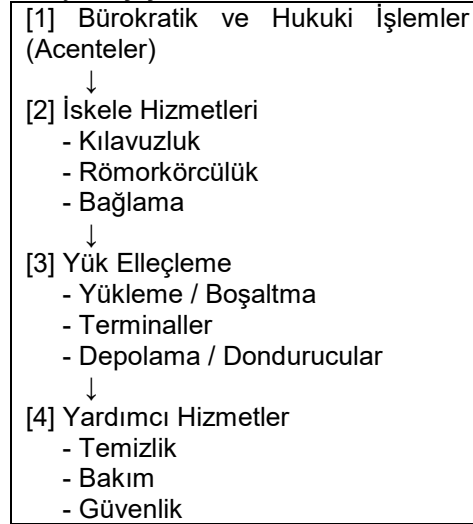 [1] Bürokratik ve Hukuki İşlemler
(Acenteler)
↓
[2] İskele Hizmetleri
- Kılavuzluk
- Römorkörcülük
- Bağlama
↓
[3] Yük Elleçleme
- Yükleme / Boşaltma
- Terminaller
- Depolama / Dondurucular
↓
[4] Yardımcı Hizmetler
- Temizlik
- Bakım
- Güvenlik